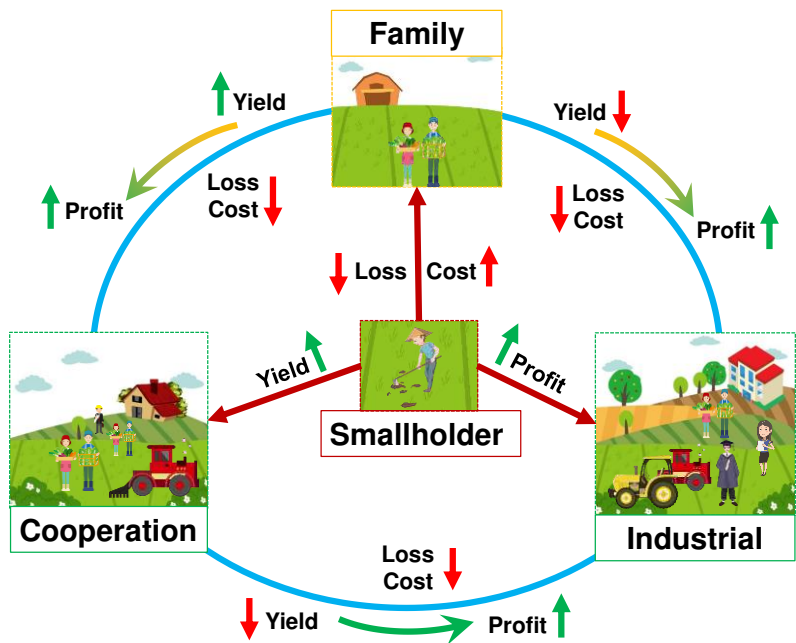 Family
Yield
Yield
Profit
Loss
Cost
Loss
Cost
Profit
Loss
Cost
Yield
Profit
Smallholder
Cooperation
Industrial
Loss
Cost
Yield
Profit